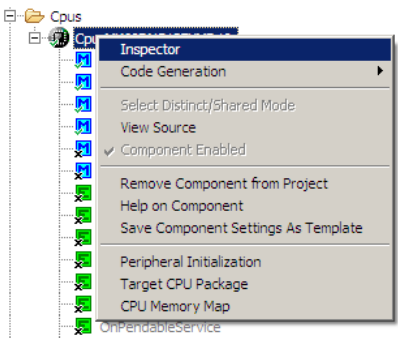 Cpus
Inspector
Code Generation
Select Distinct/Shared Mode
View Source
Component Enabled
Remove Component from Project
Help on Component
Save Component Settings As Template
Peripheral Initialization
Target CPU Package
CPU Memory Map
OnPendableService